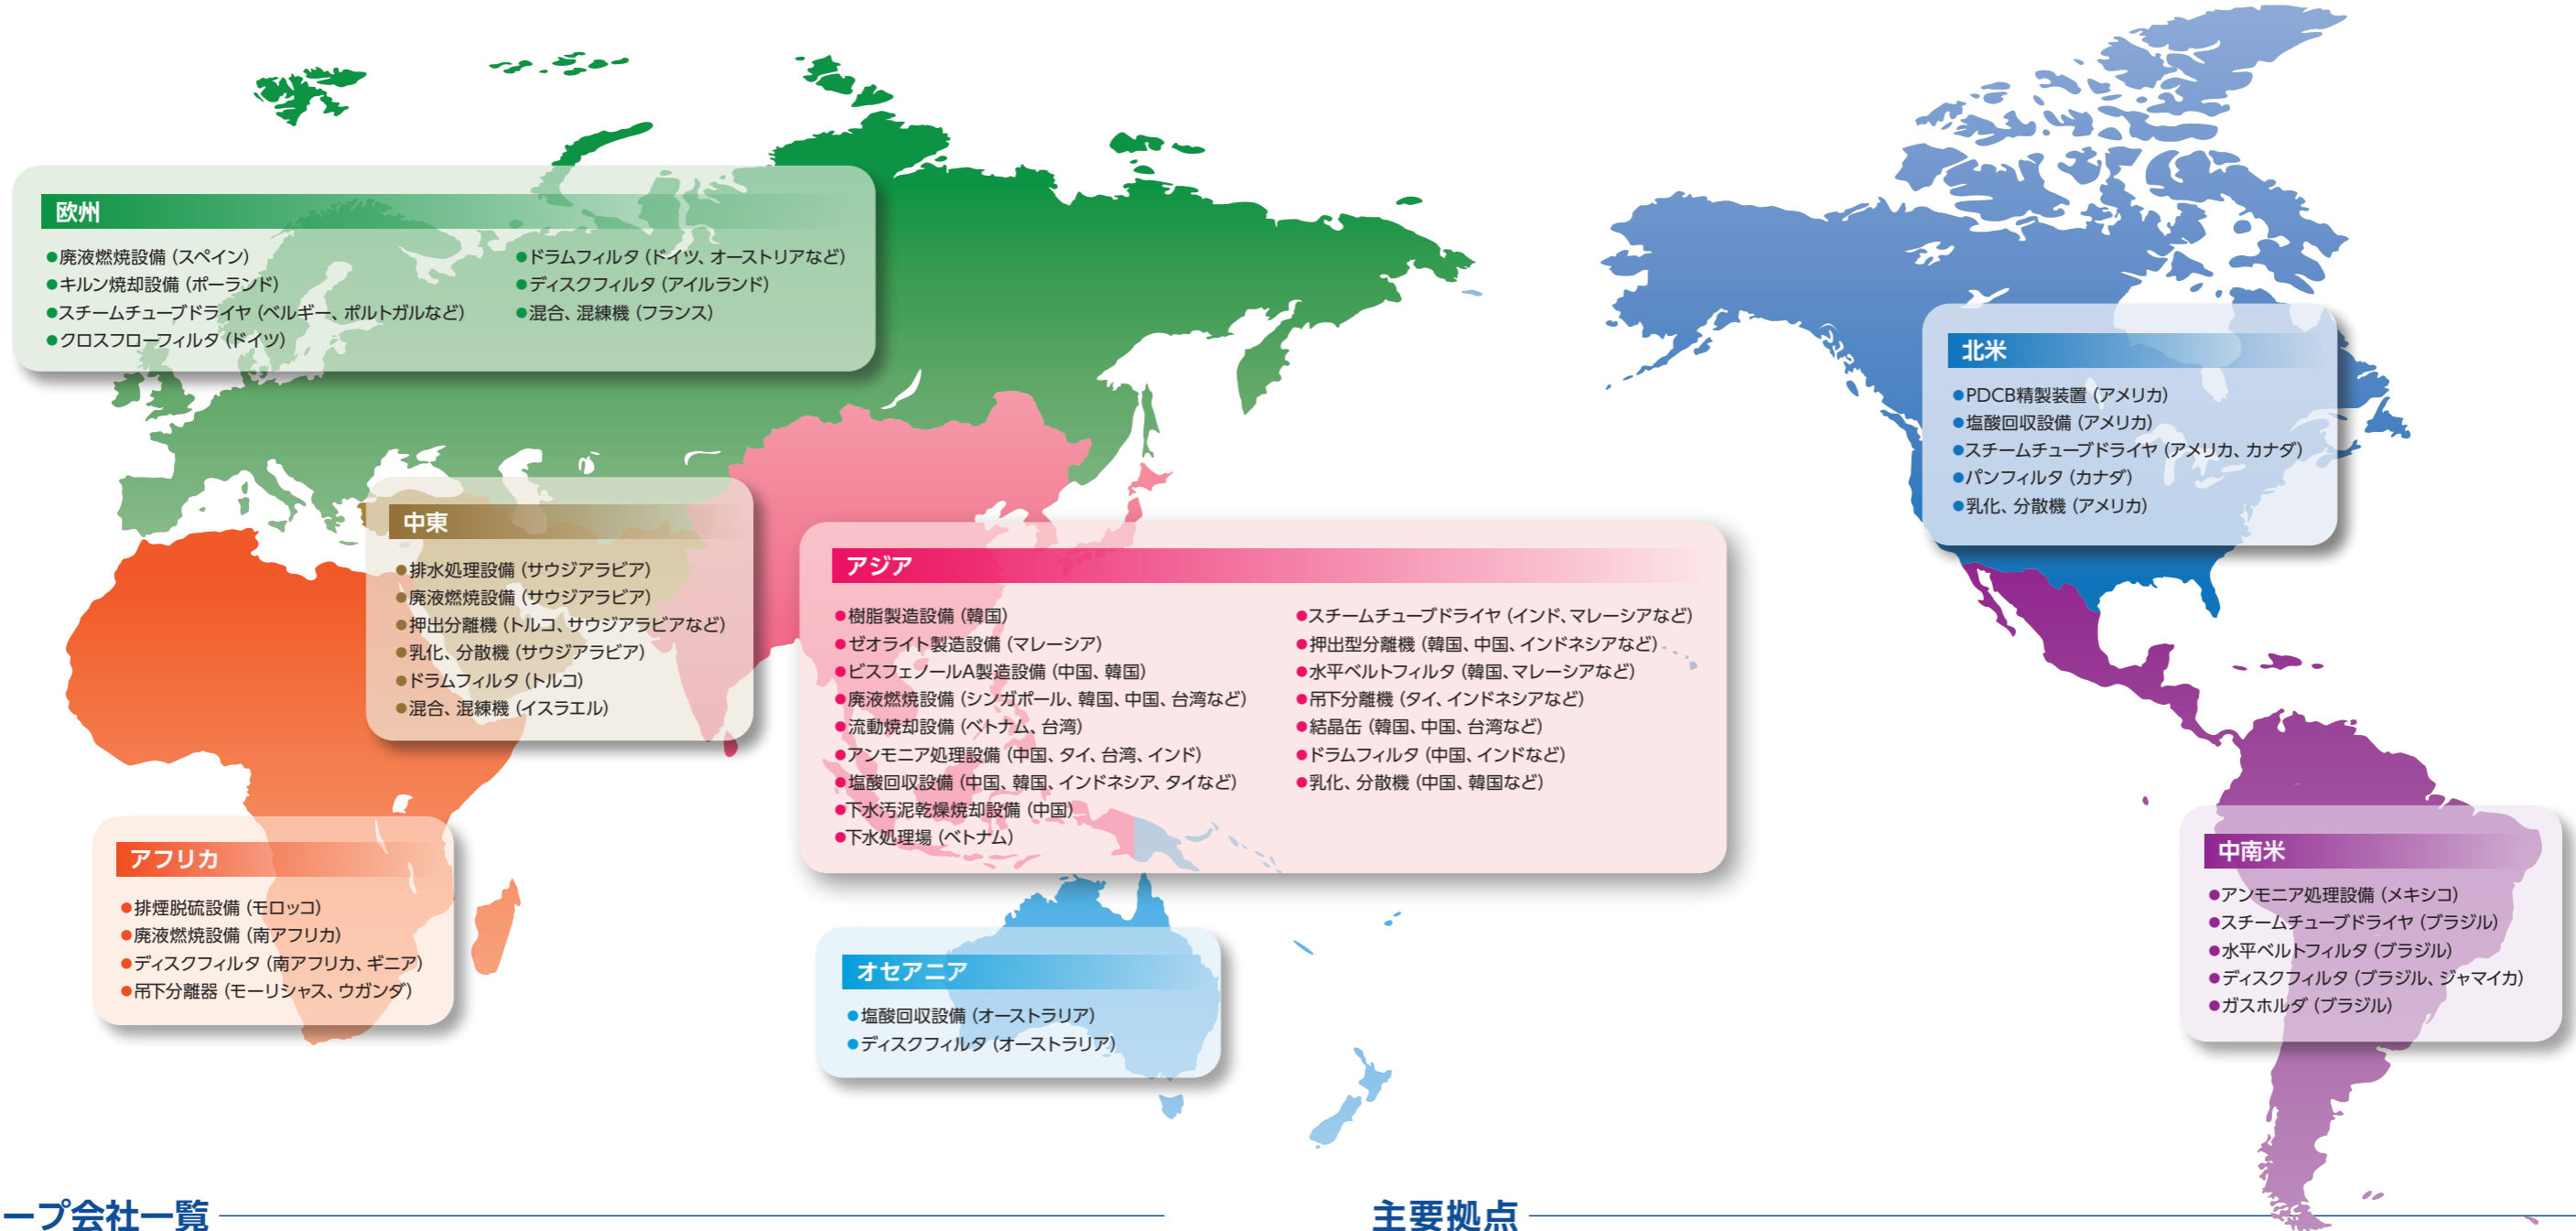 欧州
●廃液燃焼設備（スペイン）
●キルン焼却設備（ポーランド）
●スチームチューブドライヤ（ベルギー、ポルトガルなど）
●クロスフローフィルタ（ドイツ）
●ドラムフィルタ（ドイツ、オーストリアなど）
●ディスクフィルタ（アイルランド）
●混合、混練機（フランス）
中東
●排水処理設備（サウジアラビア）
●廃液燃焼設備（サウジアラビア）
●押出分離機（トルコ、サウジアラビアなど）
●乳化、分散機（サウジアラビア）
●ドラムフィルタ（トルコ）
●混合、混練機（イスラエル）
アフリカ
●排煙脱硫設備（モロッコ）
●廃液燃焼設備（南アフリカ）
●ディスクフィルタ（南アフリカ、ギニア）
●吊下分離器（モーリシャス、ウガンダ）
アジア
●樹脂製造設備（韓国）
●ゼオライト製造設備（マレーシア）
●ビスフェノールA製造設備（中国、韓国）
●廃液燃焼設備（シンガポール、韓国、中国、台湾など）
●流動焼却設備（ベトナム、台湾）
●アンモニア処理設備（中国、タイ、台湾、インド）
●塩酸回収設備（中国、韓国、インドネシア、タイなど）
●下水汚泥乾燥焼却設備（中国）
●下水処理場（ベトナム）
●スチームチューブドライヤ（インド、マレーシアなど）
●押出型分離機（韓国、中国、インドネシアなど）
●水平ベルトフィルタ（韓国、マレーシアなど）
●吊下分離機（タイ、インドネシアなど）
●結晶缶（韓国、中国、台湾など）
●ドラムフィルタ（中国、インドなど）
●乳化、分散機（中国、韓国など）
オセアニア
●塩酸回収設備（オーストラリア）
●ディスクフィルタ（オーストラリア）
北米
●PDCB精製装置（アメリカ）
●塩酸回収設備（アメリカ）
●スチームチューブドライヤ（アメリカ、カナダ）
●パンフィルタ（カナダ）
●乳化、分散機（アメリカ）
中南米
●アンモニア処理設備（メキシコ）
●スチームチューブドライヤ（ブラジル）
●水平ベルトフィルタ（ブラジル）
●ディスクフィルタ（ブラジル、ジャマイカ）
●ガスホルダ（ブラジル）
ープ会社一覧
主要拠点